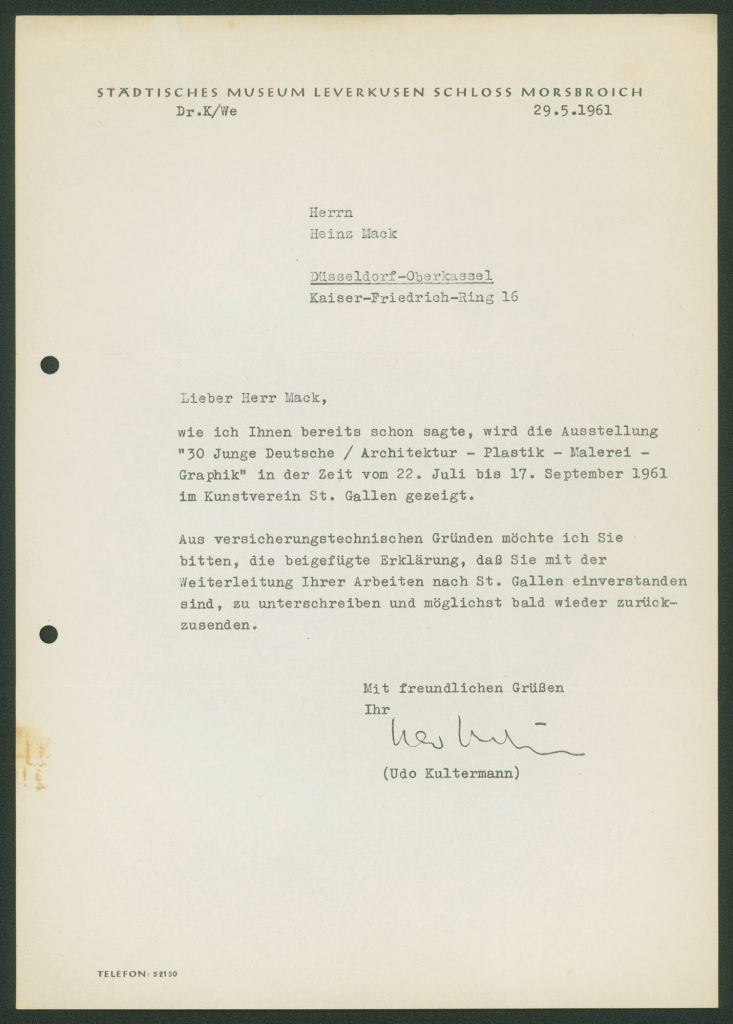 STÄDTISCHES MUSEUM LEVERKUSEN SCHLOSS MORSBROICH
Dr.K/We 29.5.1961
Herrn
Heinz Mack
Düsseldorf-Oberkassel
Kaiser-Friedrich-Ring 16
Lieber Herr Mack,
wie ich Ihnen bereits schon sagte, wird die Ausstellung
"30 Junge Deutsche / Architektur - Plastik - Malerei -
Graphik" in der Zeit vom 22. Juli bis 17. September 1961
im Kunstverein St. Gallen gezeigt.
Aus versicherungstechnischen Gründen möchte ich Sie
bitten, die beigefügte Erklärung, daß Sie mit der
Weiterleitung Ihrer Arbeiten nach St. Gallen einverstanden
sind, zu unterschreiben und möglichst bald wieder zurück-
zusenden.
Mit freundlichen Grüßen
Ihr
(Udo Kultermann)
TELEFON: 52150